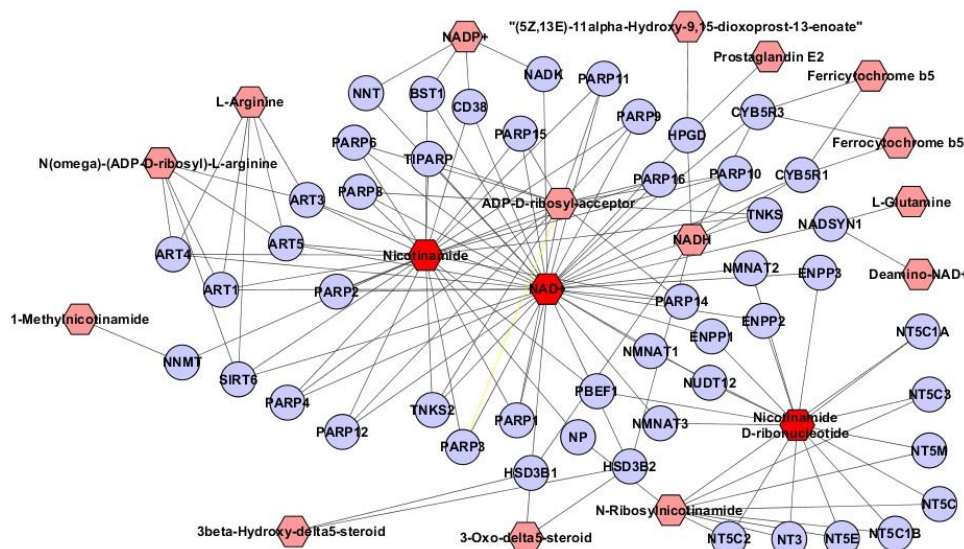 "(5Z,13E)-11alpha-Hydroxy-9,15-dioxoprost-13-enoate"
NADP+
Prostaglandin E2
Ferricytochrome b5
NNT
BST1
CD38
NADK
PARP11
L-Arginine
PARP6
TIPARP
PARP15
PARP9
HPGD
CYB5R3
Ferrocytochrome b5
N(omega)-(ADP-D-ribosyl)-L-arginine
PARP8
ART3
ADP-D-ribosyl-acceptor
PARP16
PARP10
CYB5R1
L-Glutamine
TNKS
NADSYN1
ART4
ART5
Nicotinamide
NADH
NMNAT2
ENPP3
Deamino-NAD+
ART1
PARP2
NAD+
PARP14
ENPP2
1-Methylnicotinamide
NNMT
SIRT6
NMNAT1
ENPP1
NT5C1A
PARP4
TNKS2
PARP1
PBEF1
NUDT12
NT5C3
PARP12
PARP3
NP
NMNAT3
Nicotinamide
D-ribonucleotide
NT5M
HSD3B1
HSD3B2
N-Ribosylnicotinamide
NT5C
3beta-Hydroxy-delta5-steroid
3-Oxo-delta5-steroid
NT5C2
NT3
NT5E
NT5C1B